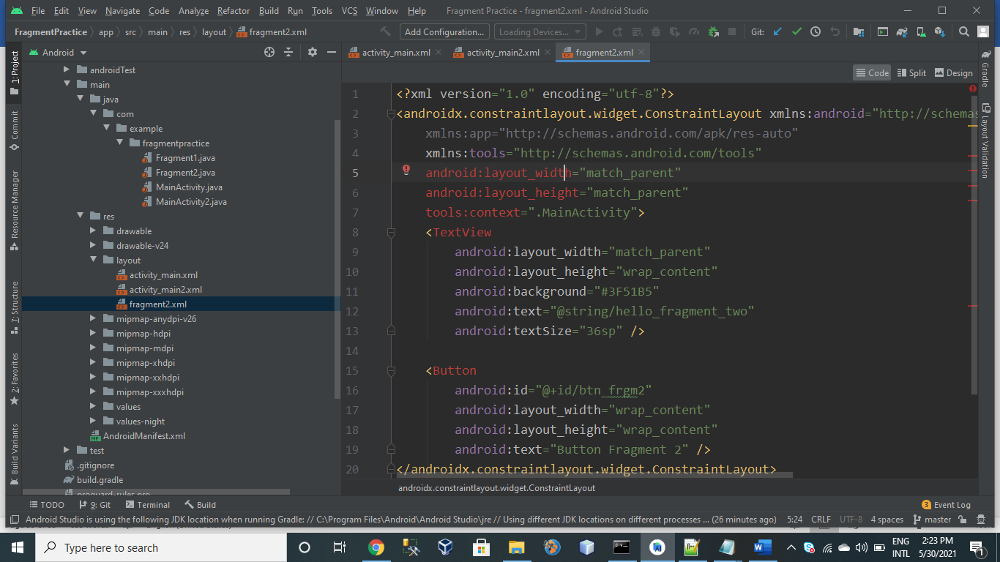 File Edit View Navigate Code Analyze Refactor Build Run Tools VCS Window Help Fragment Practice - fragment2.xml - Android Studio
FragmentPractice app src main res layout fragment2.xml Add Configuration... Loading Devices... Git:
1: Project
Commit
Resource Manager
7: Structure
2: Favorites
Build Variants
Android
androidTest
main
java
com
example
fragmentpractice
Fragment1.java
Fragment2.java
MainActivity.java
MainActivity2.java
res
drawable
drawable-v24
layout
activity_main.xml
activity_main2.xml
fragment2.xml
mipmap-anydpi-v26
mipmap-hdpi
mipmap-mdpi
mipmap-xhdpi
mipmap-xxhdpi
mipmap-xxxhdpi
values
values-night
AndroidManifest.xml
test
.gitignore
build.gradle
proguard-rules.pro
activity_main.xml activity_main2.xml fragment2.xml
Code Split Design
1 <?xml version="1.0" encoding="utf-8"?>
2 <androidx.constraintlayout.widget.ConstraintLayout xmlns:android="http://schemas
3 xmlns:app="http://schemas.android.com/apk/res-auto"
4 xmlns:tools="http://schemas.android.com/tools"
5 android:layout_width="match_parent"
6 android:layout_height="match_parent"
7 tools:context=".MainActivity">
8 <TextView
9 android:layout_width="match_parent"
10 android:layout_height="wrap_content"
11 android:background="#3F51B5"
12 android:text="@string/hello_fragment_two"
13 android:textSize="36sp" />
14
15 <Button
16 android:id="@+id/btn_frgm2"
17 android:layout_width="wrap_content"
18 android:layout_height="wrap_content"
19 android:text="Button Fragment 2" />
20 </androidx.constraintlayout.widget.ConstraintLayout>
androidx.constraintlayout.widget.ConstraintLayout
Gradle
Layout Validation
TODO 9: Git Terminal Build 3 Event Log
Android Studio is using the following JDK location when running Gradle: // C:\Program Files\Android\Android Studio\jre // Using different JDK locations on different processes ... (26 minutes ago) 5:24 CRLF UTF-8 4 spaces master
Type here to search
ENG 2:23 PM
INTL 5/30/2021 1